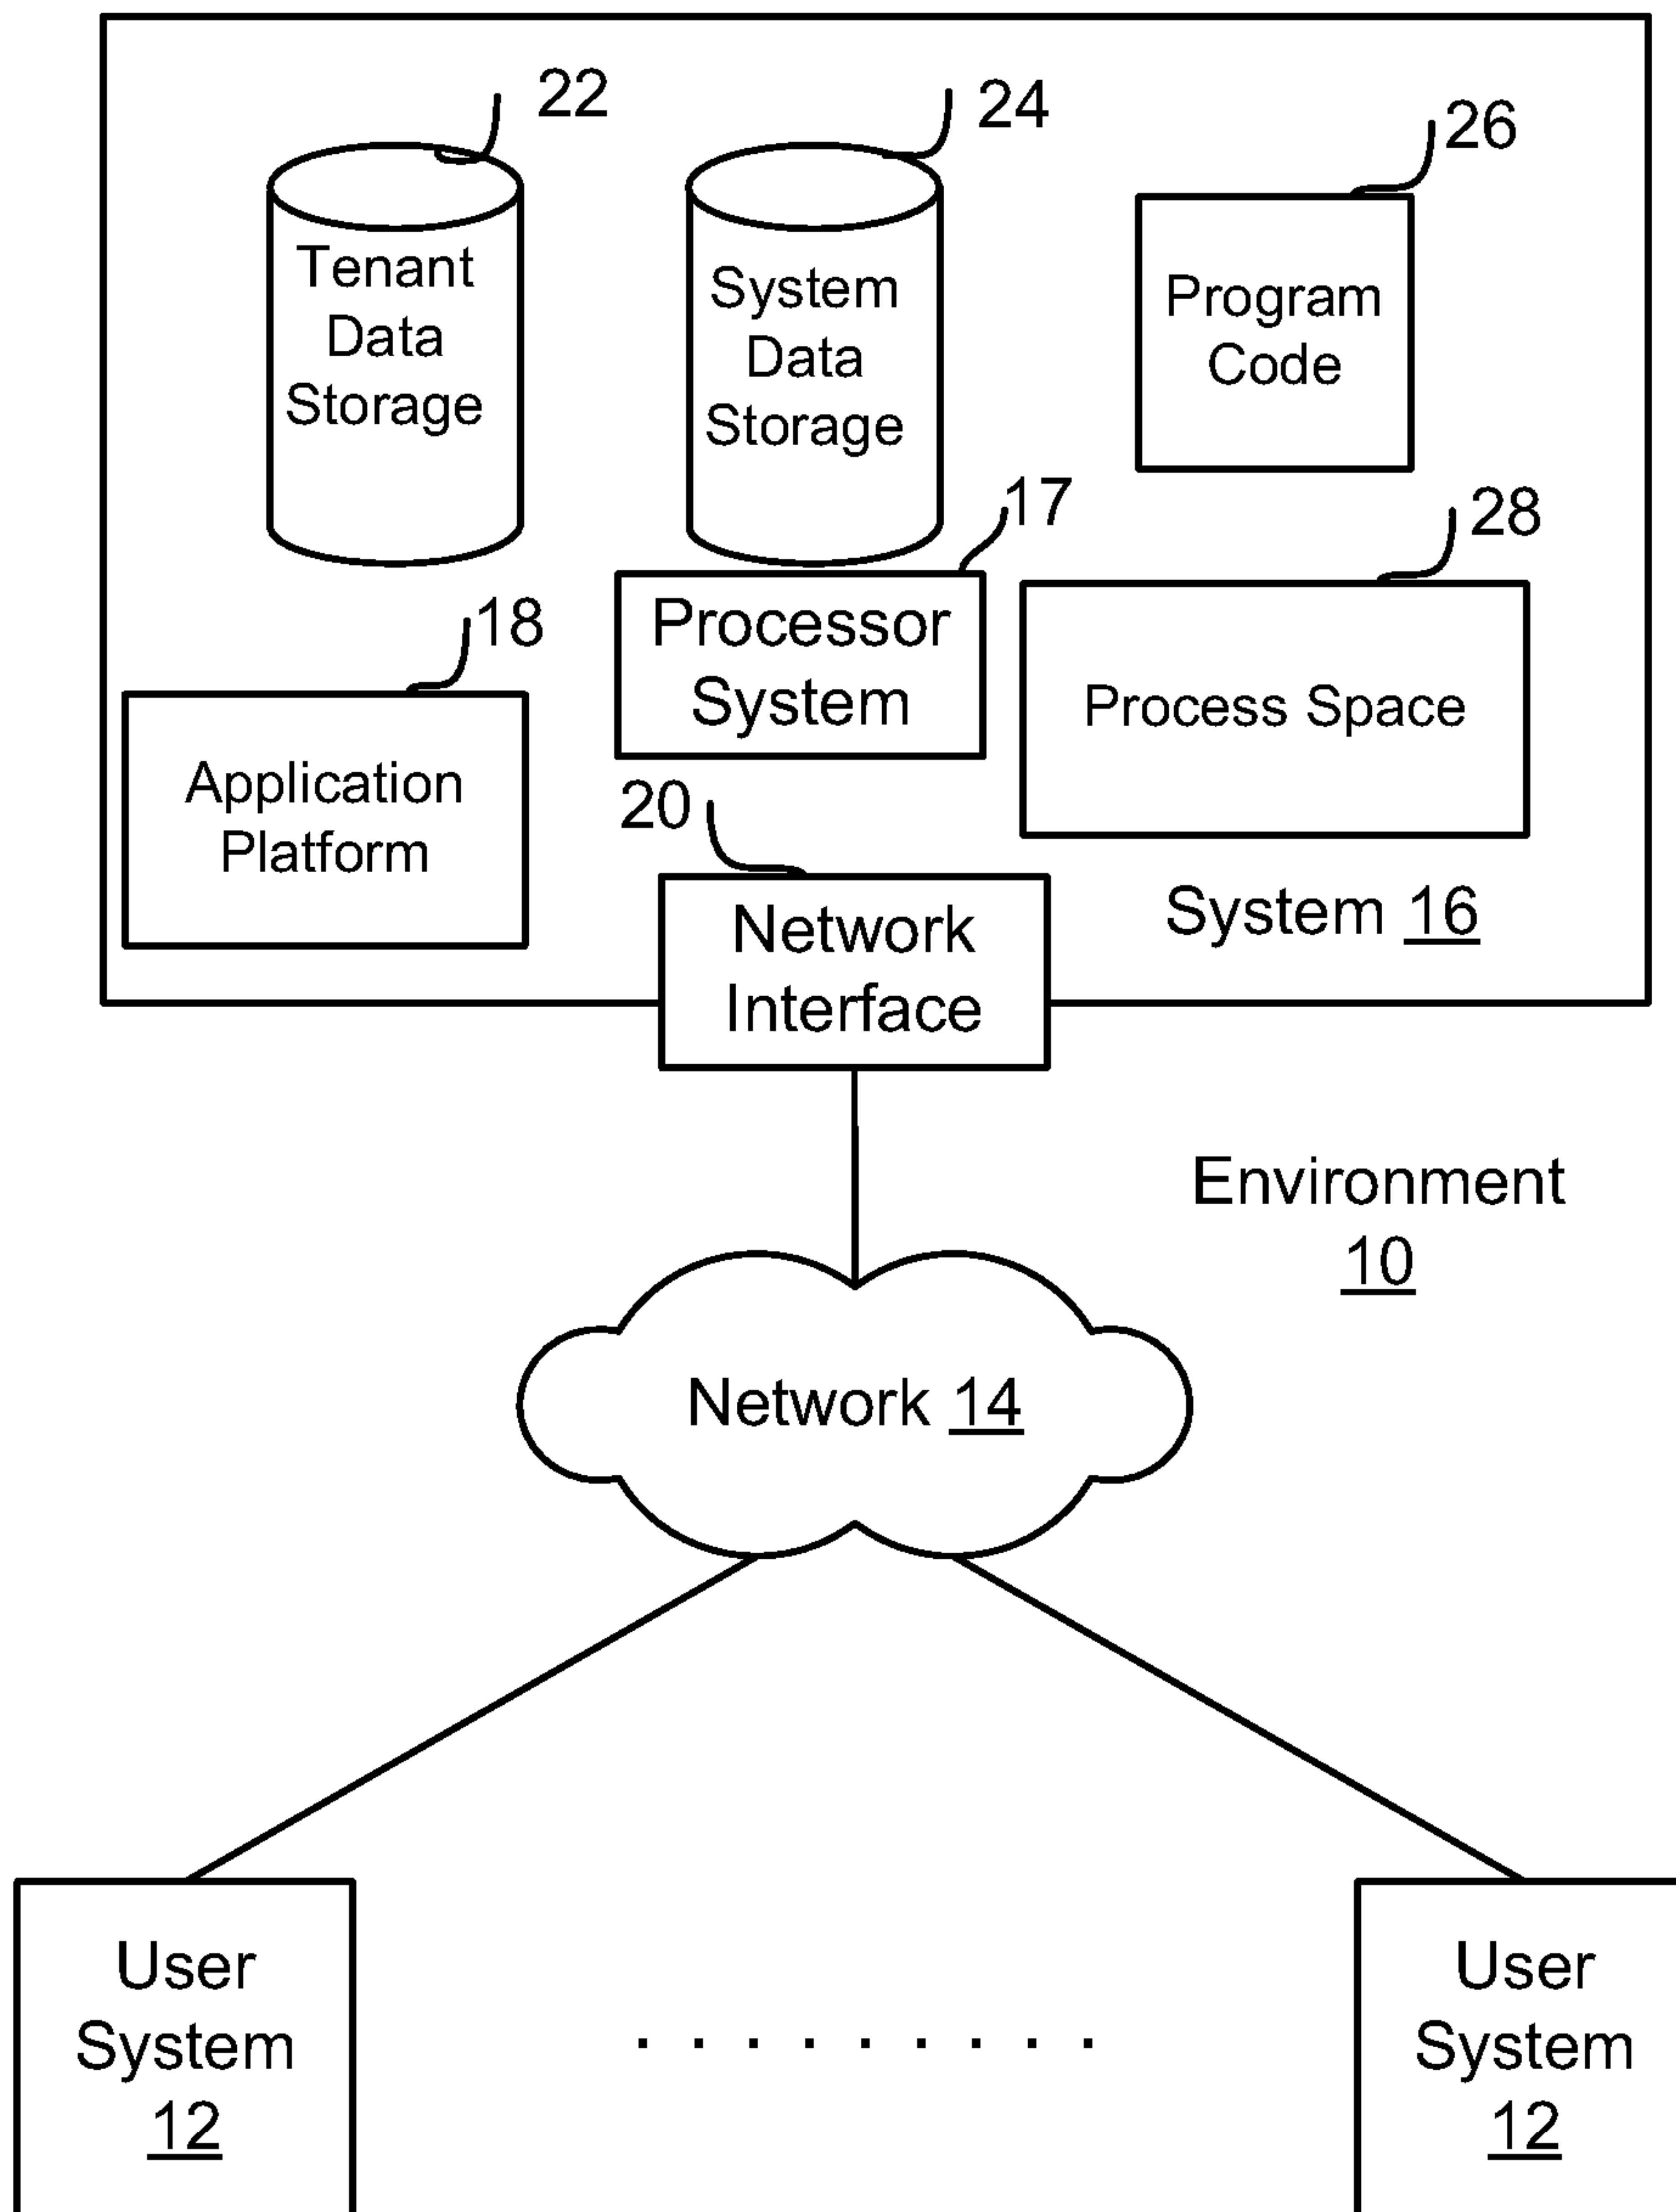 22
24
26
Tenant
Data
Storage
System
Data
Storage
Program
Code
17
28
18
Processor
System
Process Space
Application
Platform
20
Network
Interface
System 16
Environment
10
Network 14
User
System
12
. . . . . . . . .
User
System
12